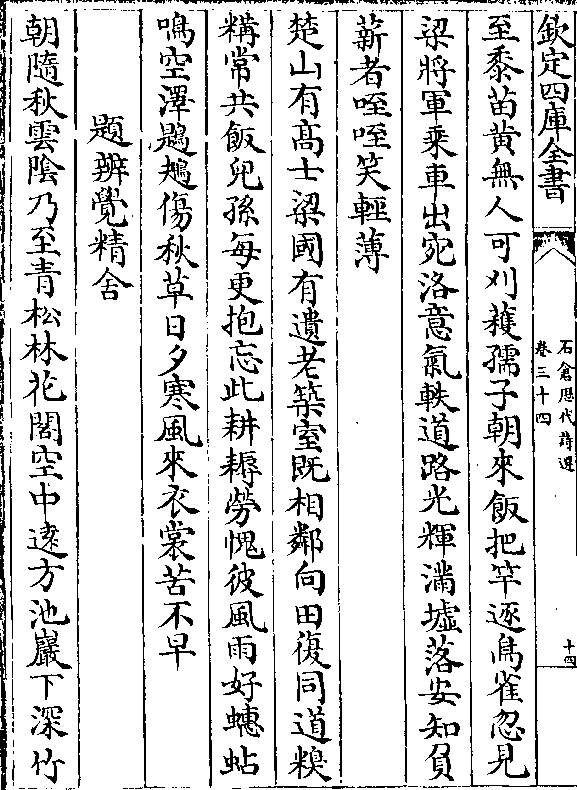 欽定四庫全書
石倉歴代詩選
卷三十四
十四
至黍苗黄無人可刈穫孺子朝來飯把竿逐鳥雀忽見
梁將軍乘車出宛洛意氣軼道路光輝滿墟落安知負
薪者咥咥笑輕薄
楚山有髙士梁國有遺老築室既相鄰向田復同道糗
糒常共飯兒孫每更抱忘此耕耨勞愧彼風雨好蟪蛄
鳴空澤鶗鴂傷秋草日夕寒風來衣裳苦不早
題辨覺精舍
朝隨秋雲陰乃至青松林花閣空中逺方池巖下深竹